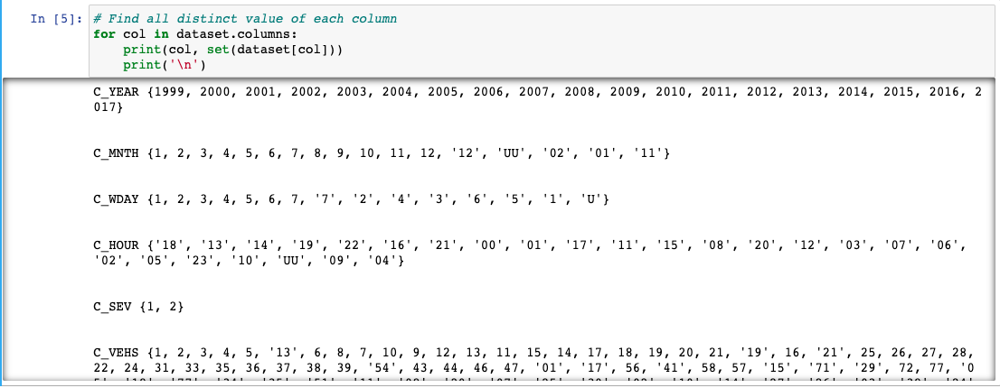 In [5]: # Find all distinct value of each column
for col in dataset.columns:
print(col, set(dataset[col]))
print('\n')
C_YEAR {1999, 2000, 2001, 2002, 2003, 2004, 2005, 2006, 2007, 2008, 2009, 2010, 2011, 2012, 2013, 2014, 2015, 2016, 2
017}
C_MNTH {1, 2, 3, 4, 5, 6, 7, 8, 9, 10, 11, 12, '12', 'UU', '02', '01', '11'}
C_WDAY {1, 2, 3, 4, 5, 6, 7, '7', '2', '4', '3', '6', '5', '1', 'U'}
C_HOUR {'18', '13', '14', '19', '22', '16', '21', '00', '01', '17', '11', '15', '08', '20', '12', '03', '07', '06',
'02', '05', '23', '10', 'UU', '09', '04'}
C_SEV {1, 2}
C_VEHS {1, 2, 3, 4, 5, '13', 6, 8, 7, 10, 9, 12, 13, 11, 15, 14, 17, 18, 19, 20, 21, '19', 16, '21', 25, 26, 27, 28,
22, 24, 31, 33, 35, 36, 37, 38, 39, '54', 43, 44, 46, 47, '01', '17', 56, '41', 58, 57, '15', '71', '29', 72, 77, '0